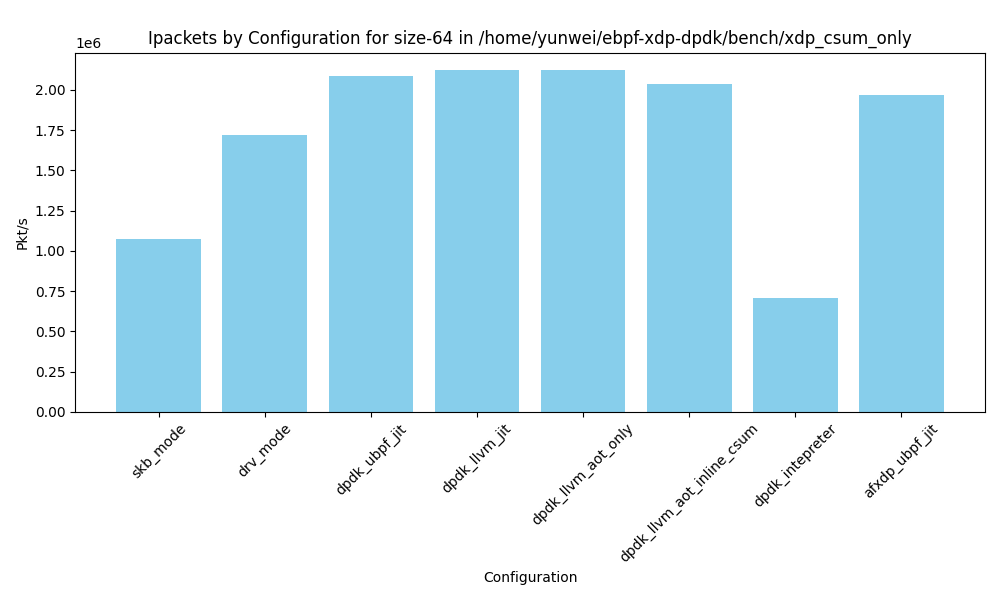 Ipackets by Configuration for size-64 in /home/yunwei/ebpf-xdp-dpdk/bench/xdp_csum_only
1e6
2.00
1.75
1.50
1.25
1.00
0.75
0.50
0.25
0.00
Pkt/s
skb_mode
drv_mode
dpdk_ubpf_jit
dpdk_llvm_jit
dpdk_llvm_aot_only
dpdk_llvm_aot_inline_csum
dpdk_intepreter
afxdp_ubpf_jit
Configuration